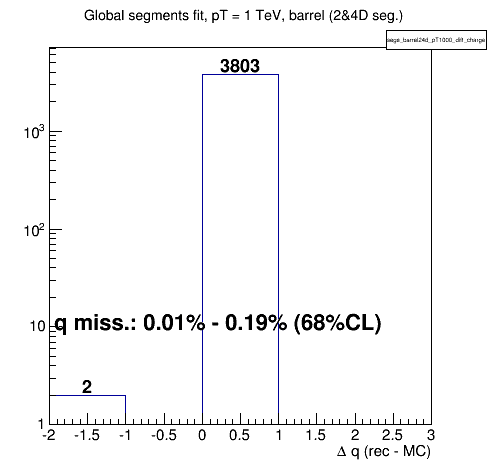 Global segments fit, pT = 1 TeV, barrel (2&4D seg.)
3803
10³
10²
q miss.: 0.01% - 0.19% (68%CL)
10
2
1
-2 -1.5 -1 -0.5 0 0.5 1 1.5 2 2.5 3
Δ q (rec - MC)